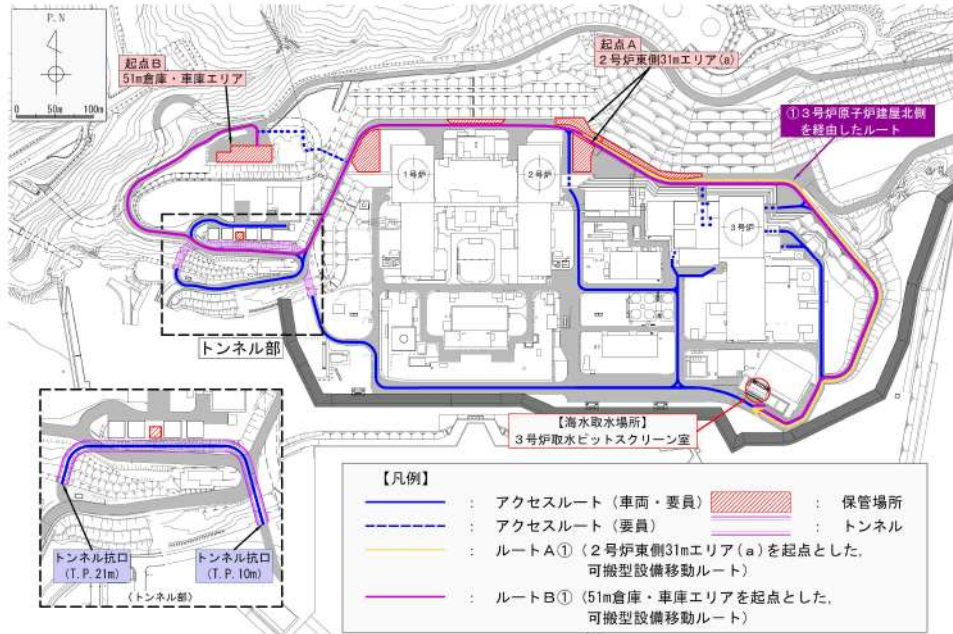 P.N
0 50m 100m
起点B
51m倉庫・車庫エリア
起点A
2号炉東側31mエリア(a)
①3号炉原子炉建屋北側
を経由したルート
1号炉
2号炉
3号炉
トンネル部
【海水取水場所】
3号炉取水ピットスクリーン室
トンネル坑口
(T.P.21m)
トンネル坑口
(T.P.10m)
(トンネル部)
【凡例】
: アクセスルート(車両・要員)
: 保管場所
: アクセスルート(要員)
: トンネル
: ルートA①(2号炉東側31mエリア(a)を起点とした,
可搬型設備移動ルート)
: ルートB①(51m倉庫・車庫エリアを起点とした,
可搬型設備移動ルート)